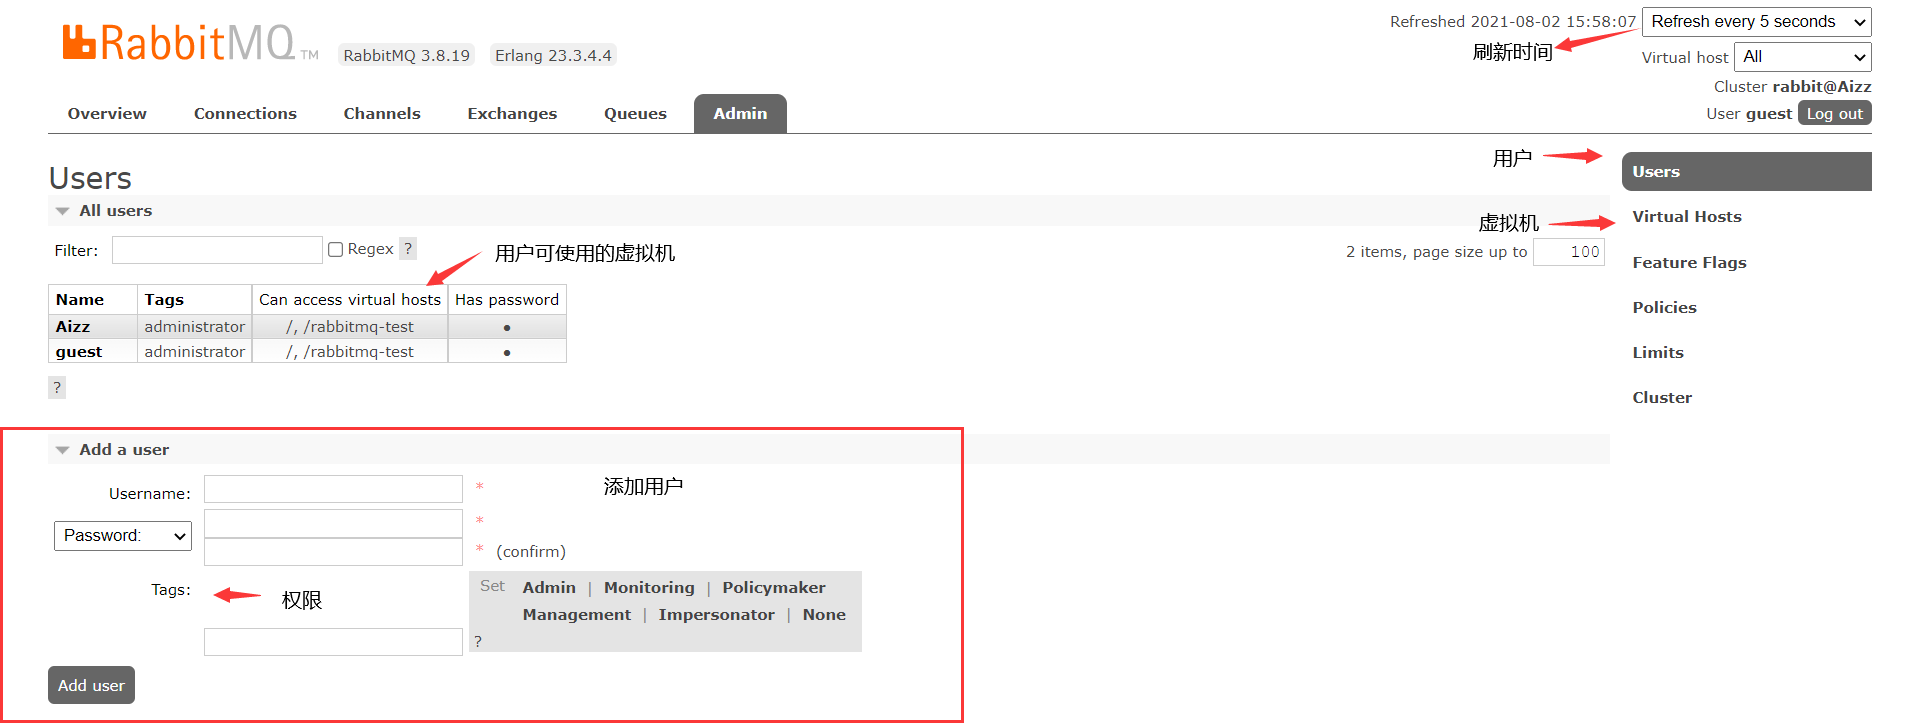 Refreshed 2021-08-02 15:58:07 Refresh every 5 seconds
RabbitMQ TM RabbitMQ 3.8.19 Erlang 23.3.4.4
刷新时间
Virtual host All
Cluster rabbit@Aizz
User guest Log out
Overview Connections Channels Exchanges Queues Admin
用户
Users
Users
All users
虚拟机
Virtual Hosts
Filter: Regex ?
用户可使用的虚拟机
2 items, page size up to 100
Feature Flags
Name Tags Can access virtual hosts Has password
Policies
Aizz administrator /, /rabbitmq-test ●
guest administrator /, /rabbitmq-test ●
Limits
?
Cluster
Add a user
Username: *
添加用户
Password: *
* (confirm)
Tags:
权限
Set Admin | Monitoring | Policymaker
Management | Impersonator | None
?
Add user